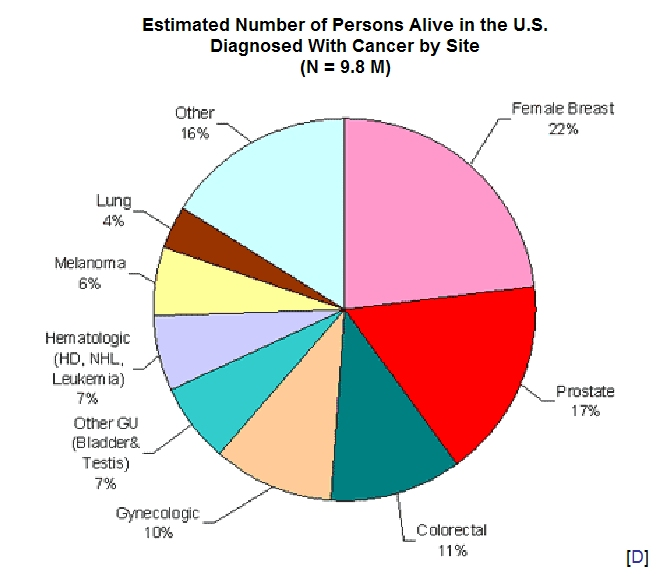 Estimated Number of Persons Alive in the U.S.
Diagnosed With Cancer by Site
(N = 9.8 M)
Female Breast
22%
Prostate
17%
Colorectal
11%
Gynecologic
10%
Other GU
(Bladder&
Testis)
7%
Hematologic
(HD, NHL,
Leukemia)
7%
Melanoma
6%
Lung
4%
Other
16%
[D]